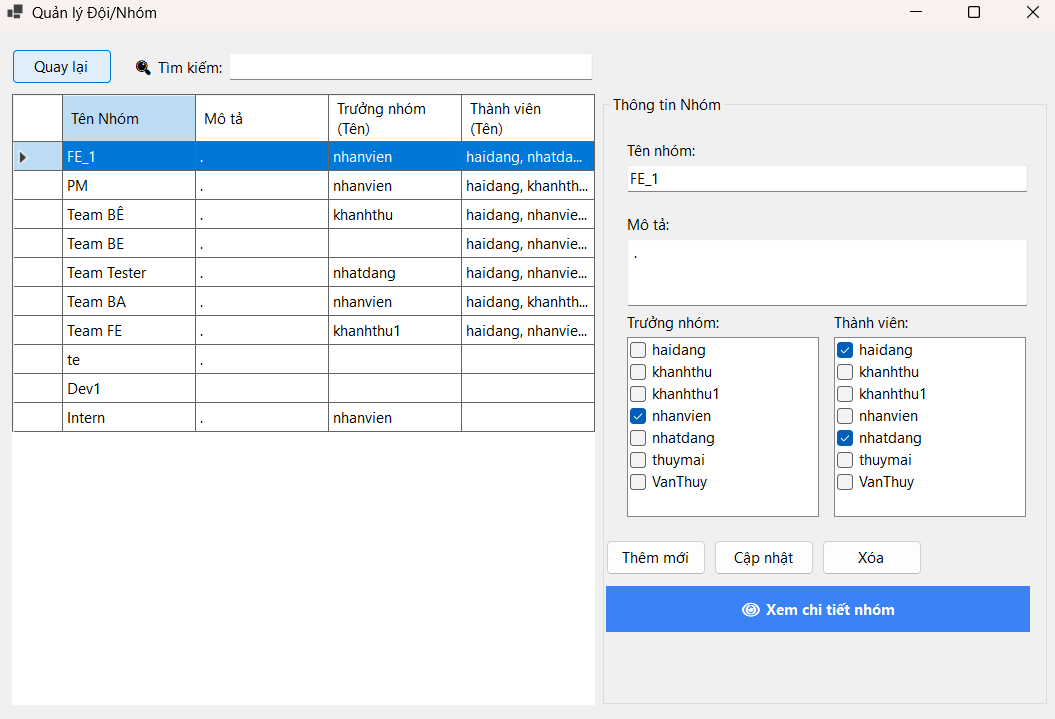 Quản lý Đội/Nhóm
Quay lại
Tìm kiếm:
Tên Nhóm Mô tả Trưởng nhóm (Tên) Thành viên (Tên)
FE_1 . nhanvien haidang, nhatda...
PM . nhanvien haidang, khanhth...
Team BÊ . khanhthu haidang, nhanvie...
Team BE . haidang, nhanvie...
Team Tester . nhatdang haidang, nhanvie...
Team BA . nhanvien haidang, khanhth...
Team FE . khanhthu1 haidang, nhanvie...
te .
Dev1
Intern . nhanvien
Thông tin Nhóm
Tên nhóm:
FE_1
Mô tả:
.
Trưởng nhóm:
haidang
khanhthu
khanhthu1
nhanvien
nhatdang
thuymai
VanThuy
Thành viên:
haidang
khanhthu
khanhthu1
nhanvien
nhatdang
thuymai
VanThuy
Thêm mới Cập nhật Xóa
Xem chi tiết nhóm